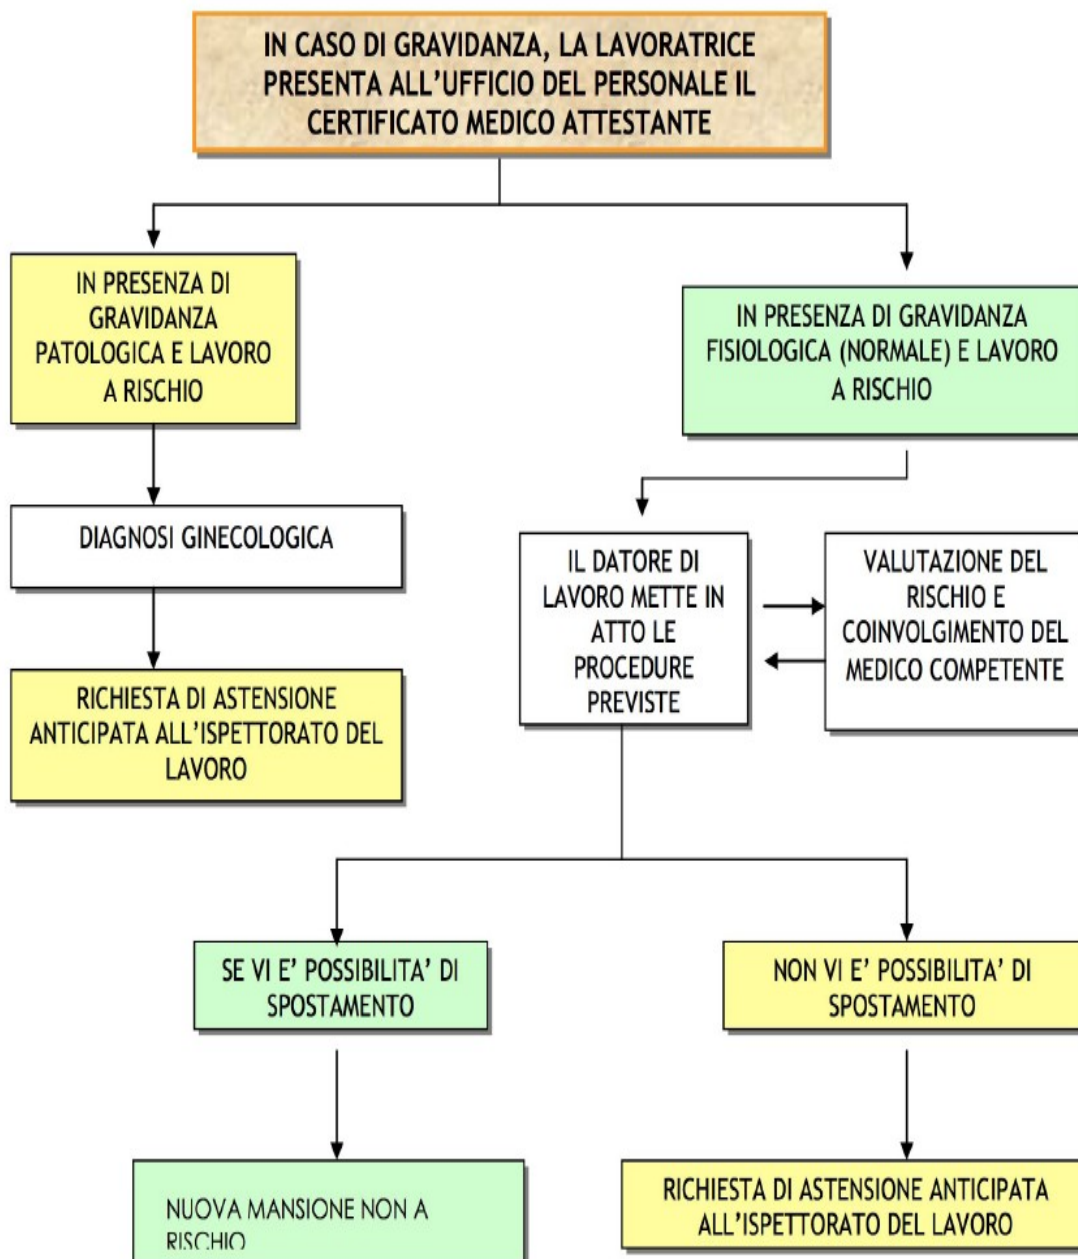 IN CASO DI GRAVIDANZA, LA LAVORATRICE
PRESENTA ALL'UFFICIO DEL PERSONALE IL
CERTIFICATO MEDICO ATTESTANTE
IN PRESENZA DI
GRAVIDANZA
PATOLOGICA E LAVORO
A RISCHIO
IN PRESENZA DI GRAVIDANZA
FISIOLOGICA (NORMALE) E LAVORO
A RISCHIO
DIAGNOSI GINECOLOGICA
IL DATORE DI
LAVORO METTE IN
ATTO LE
PROCEDURE
PREVISTE
VALUTAZIONE DEL
RISCHIO E
COINVOLGIMENTO DEL
MEDICO COMPETENTE
RICHIESTA DI ASTENSIONE
ANTICIPATA ALL'ISPETTORATO DEL
LAVORO
SE VI E' POSSIBILITA' DI
SPOSTAMENTO
NON VI E' POSSIBILITA' DI
SPOSTAMENTO
NUOVA MANSIONE NON A
RISCHIO
RICHIESTA DI ASTENSIONE ANTICIPATA
ALL'ISPETTORATO DEL LAVORO